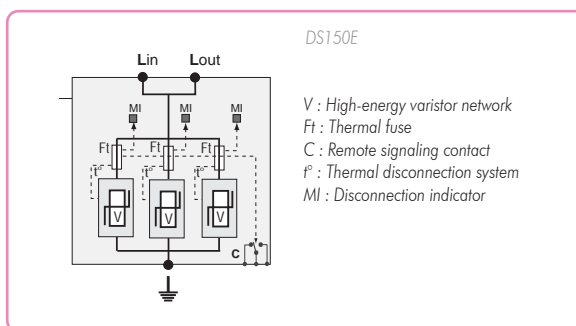 DS150E
Lin Lout
MI MI MI
Ft Ft Ft
t° t° t°
V V V
C
V : High-energy varistor network
Ft : Thermal fuse
C : Remote signaling contact
t° : Thermal disconnection system
MI : Disconnection indicator